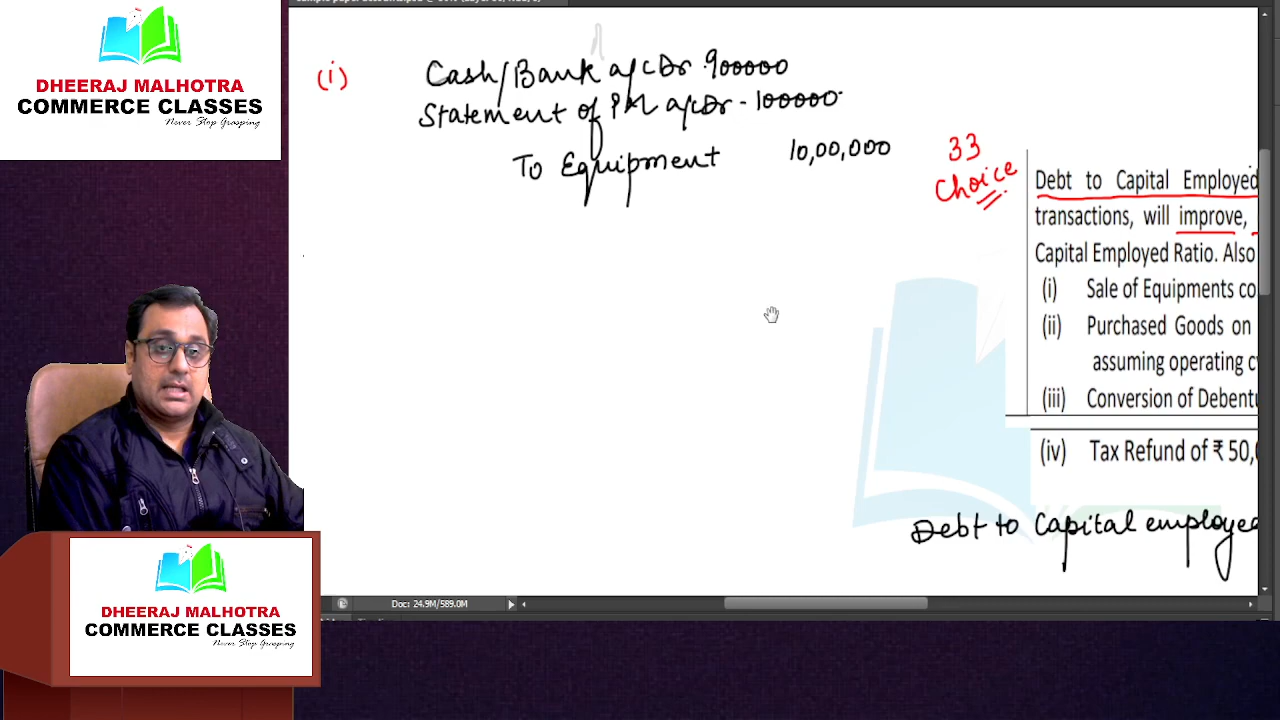 DHEERAJ MALHOTRA
COMMERCE CLASSES
Never Stop Grasping
(i)
Cash/Bank a/c Dr 900000
Statement of P/L a/c Dr - 100000
To Equipment 10,00,000
33
Choice
Debt to Capital Employed
transactions, will improve,
Capital Employed Ratio. Also
(i) Sale of Equipments co
(ii) Purchased Goods on
assuming operating cy
(iii) Conversion of Debentu
(iv) Tax Refund of ₹ 50,0
Debt to Capital employed
Doc: 24.9M/589.0M
DHEERAJ MALHOTRA
COMMERCE CLASSES
Never Stop Grasping